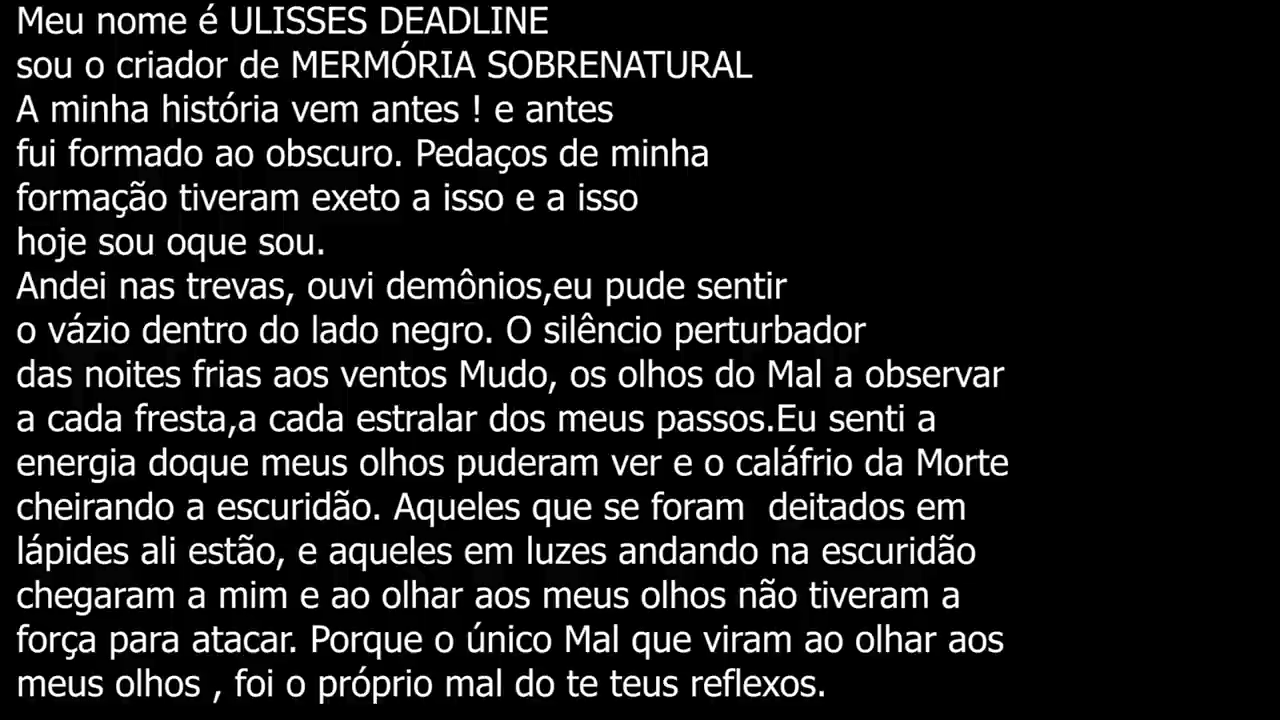 Meu nome é ULISSES DEADLINE
sou o criador de MERMÓRIA SOBRENATURAL
A minha história vem antes ! e antes
fui formado ao obscuro. Pedaços de minha
formação tiveram exeto a isso e a isso
hoje sou oque sou.
Andei nas trevas, ouvi demônios,eu pude sentir
o vázio dentro do lado negro. O silêncio perturbador
das noites frias aos ventos Mudo, os olhos do Mal a observar
a cada fresta,a cada estralar dos meus passos.Eu senti a
energia doque meus olhos puderam ver e o caláfrio da Morte
cheirando a escuridão. Aqueles que se foram  deitados em
lápides ali estão, e aqueles em luzes andando na escuridão
chegaram a mim e ao olhar aos meus olhos não tiveram a
força para atacar. Porque o único Mal que viram ao olhar aos
meus olhos , foi o próprio mal do te teus reflexos.